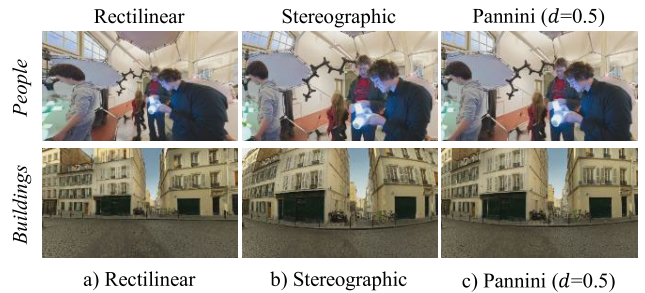 Rectilinear Stereographic Pannini (d=0.5)
People
Buildings
a) Rectilinear b) Stereographic c) Pannini (d=0.5)